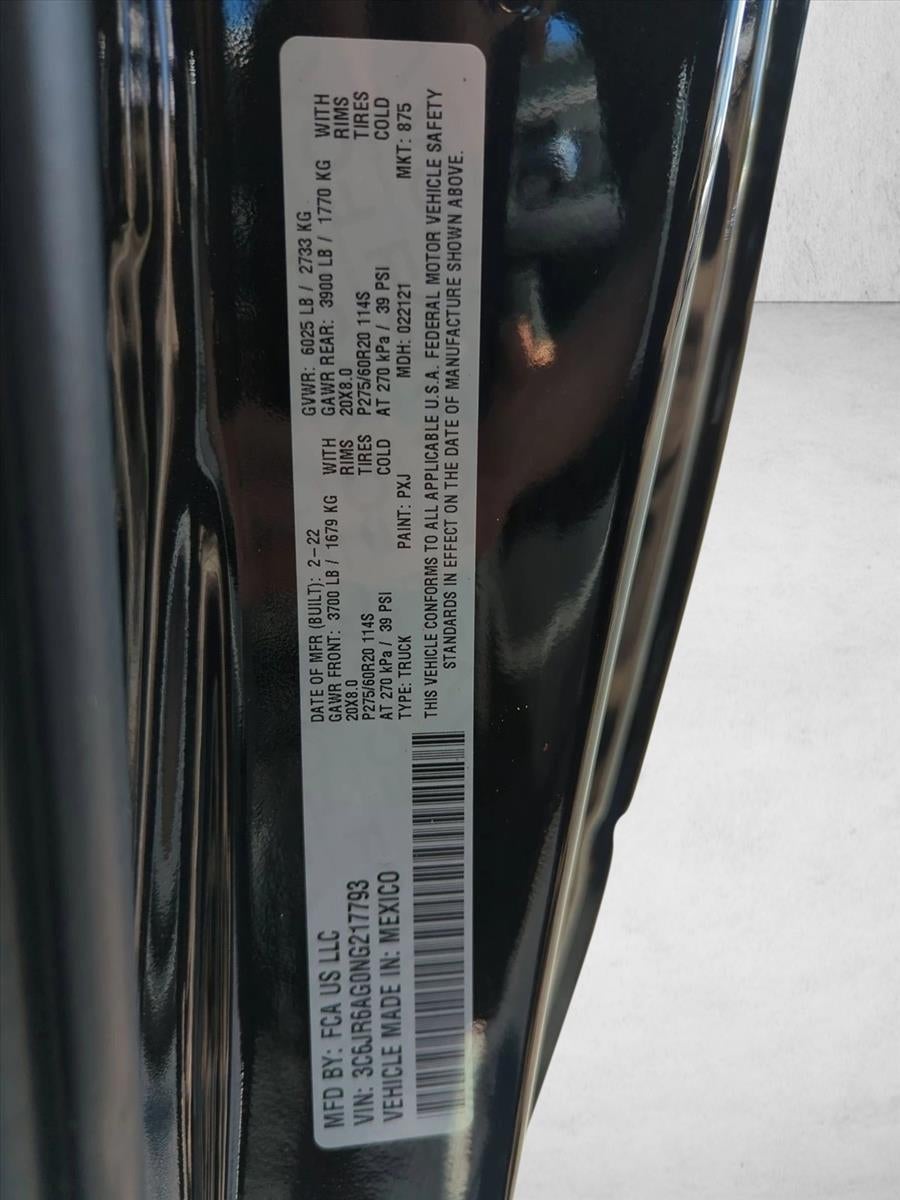 MFD BY: FCA US LLC
VIN: 3C6JR6AG0NG217793
VEHICLE MADE IN: MEXICO
DATE OF MFR (BUILT): 2-22 GVWR: 6025 LB / 2733 KG
GAWR FRONT: 3700 LB / 1679 KG WITH GAWR REAR: 3900 LB / 1770 KG WITH
20X8.0 RIMS 20X8.0 RIMS
P275/60R20 114S TIRES P275/60R20 114S TIRES
AT 270 kPa / 39 PSI COLD AT 270 kPa / 39 PSI COLD
TYPE: TRUCK PAINT: PXJ MDH: 022121 MKT: 875
THIS VEHICLE CONFORMS TO ALL APPLICABLE U.S.A. FEDERAL MOTOR VEHICLE SAFETY
STANDARDS IN EFFECT ON THE DATE OF MANUFACTURE SHOWN ABOVE.